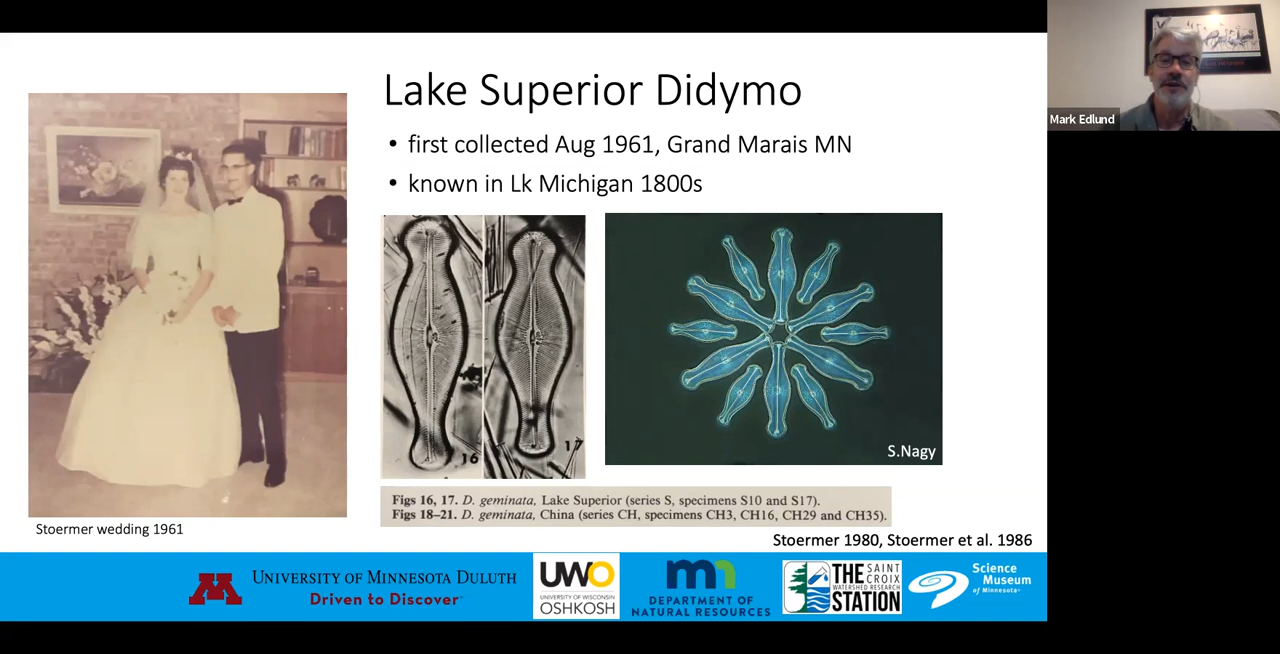 Lake Superior Didymo
• first collected Aug 1961, Grand Marais MN
• known in Lk Michigan 1800s
16
17
S.Nagy
Figs 16, 17. D. geminata, Lake Superior (series S, specimens S10 and S17).
Figs 18–21. D. geminata, China (series CH, specimens CH3, CH16, CH29 and CH35).
Stoermer wedding 1961
Stoermer 1980, Stoermer et al. 1986
M
UNIVERSITY OF MINNESOTA DULUTH
Driven to Discover
UWO
UNIVERSITY OF WISCONSIN
OSHKOSH
mn
DEPARTMENT OF
NATURAL RESOURCES
THE SAINT CROIX
WATERSHED RESEARCH
STATION
Science
Museum
of Minnesota
Mark Edlund